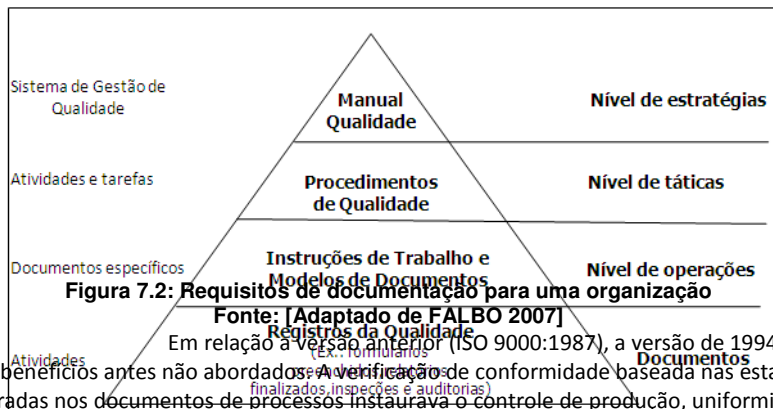 Sistema de Gestão de
Qualidade
Manual
Qualidade
Nível de estratégias
Atividades e tarefas
Procedimentos
de Qualidade
Nível de táticas
Documentos específicos
Instruções de Trabalho e
Modelos de Documentos
Nível de operações
Figura 7.2: Requisitos de documentação para uma organização
Fonte: [Adaptado de FALBO 2007]
Registros da Qualidade
Em relação à versão anterior (ISO 9000:1987), a versão de 1994
Atividades
(Ex.: formulários
preenchidos, relatórios
finalizados,inspeções e auditorias)
Documentos
benefícios antes não abordados. A verificação de conformidade baseada nas esta
radas nos documentos de processos instaurava o controle de produção, uniformi